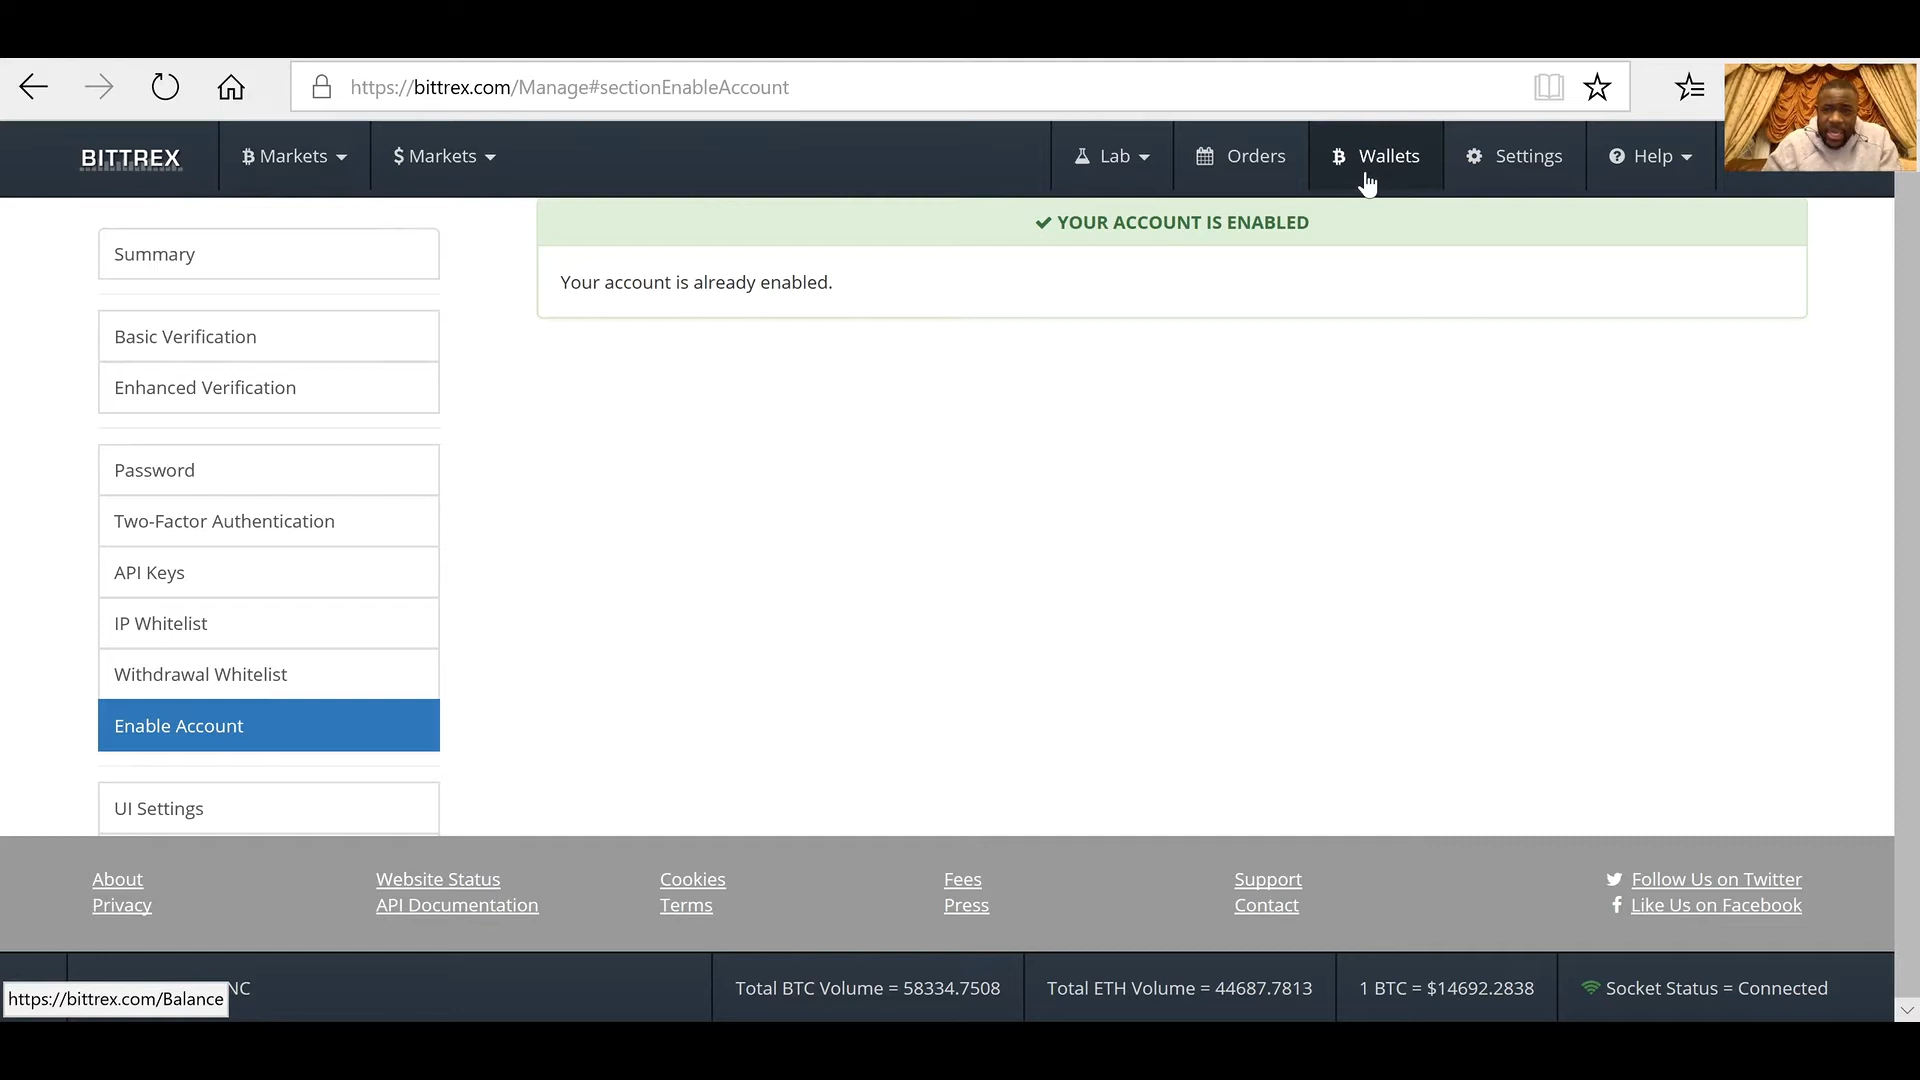 https://bittrex.com/Manage#sectionEnableAccount
BITTREX
Markets
$ Markets
Lab
Orders
Wallets
Settings
Help
YOUR ACCOUNT IS ENABLED
Your account is already enabled.
Summary
Basic Verification
Enhanced Verification
Password
Two-Factor Authentication
API Keys
IP Whitelist
Withdrawal Whitelist
Enable Account
UI Settings
About
Website Status
Cookies
Fees
Support
Follow Us on Twitter
Privacy
API Documentation
Terms
Press
Contact
Like Us on Facebook
https://bittrex.com/Balance
NC
Total BTC Volume = 58334.7508
Total ETH Volume = 44687.7813
1 BTC = $14692.2838
Socket Status = Connected